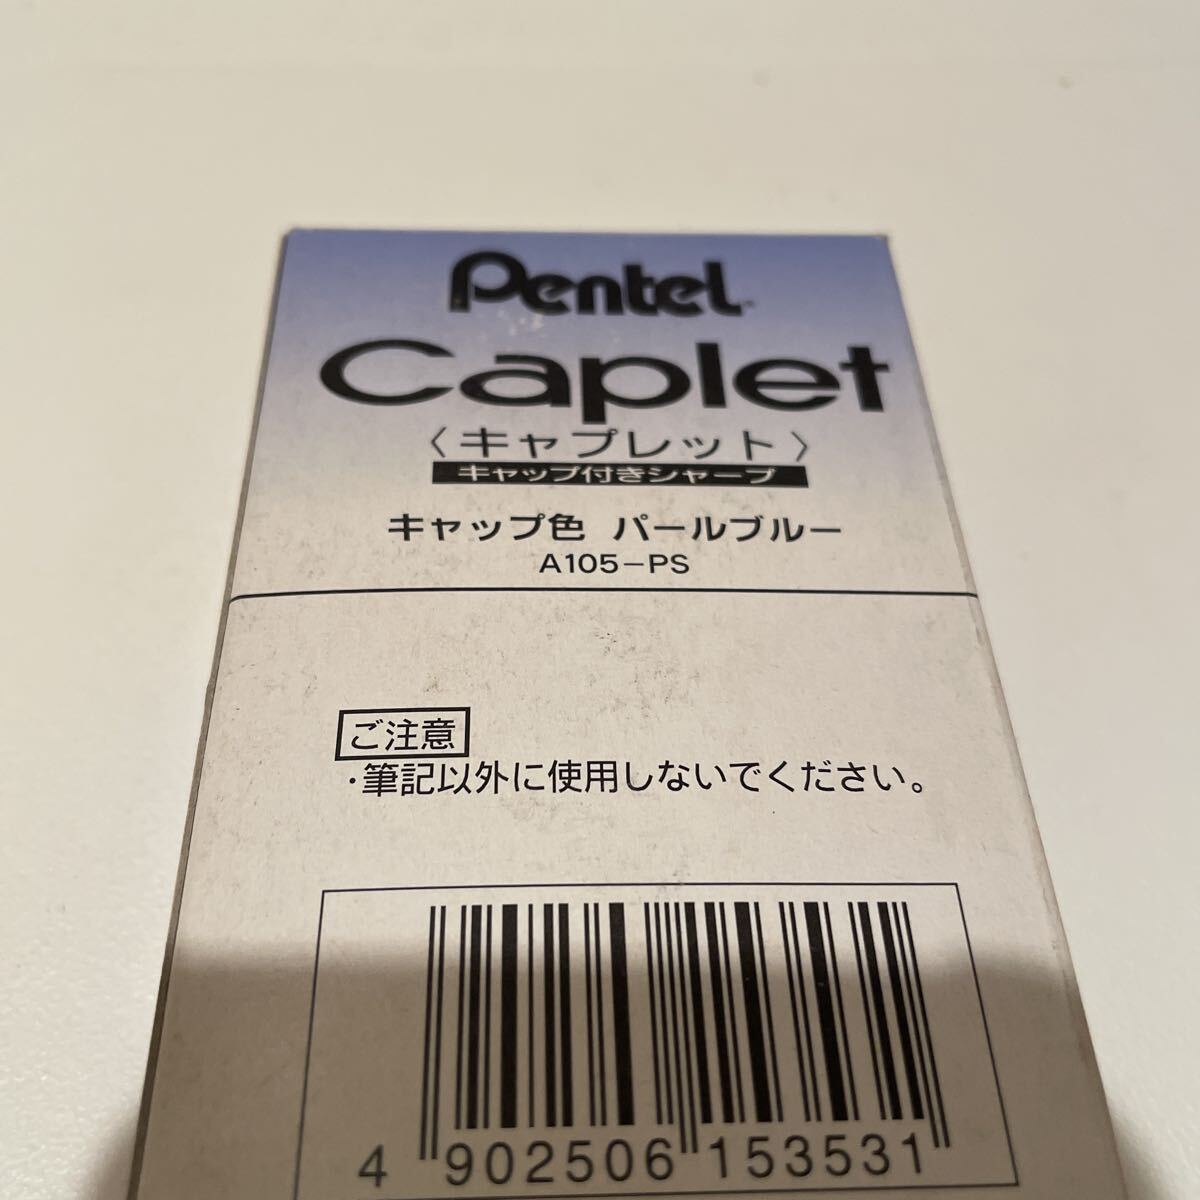 Pentel
Caplet
〈キャプレット〉
キャップ付きシャープ
キャップ色 パールブルー
A105-PS
ご注意
・筆記以外に使用しないでください。
4 902506 153531